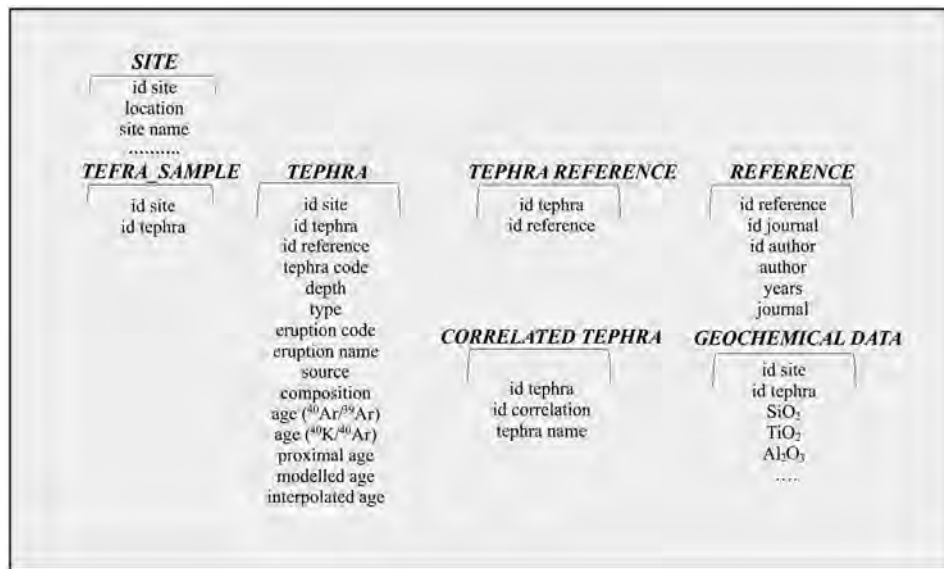 SITE
id site
location
site name
..........
TEFRA_SAMPLE
id site
id tephra
TEPHRA
id site
id tephra
id reference
tephra code
depth
type
eruption code
eruption name
source
composition
age (⁴⁰Ar/³⁹Ar)
age (⁴⁰K/⁴⁰Ar)
proximal age
modelled age
interpolated age
TEPHRA REFERENCE
id tephra
id reference
CORRELATED TEPHRA
id tephra
id correlation
tephra name
REFERENCE
id reference
id journal
id author
author
years
journal
GEOCHEMICAL DATA
id site
id tephra
SiO₂
TiO₂
Al₂O₃
....